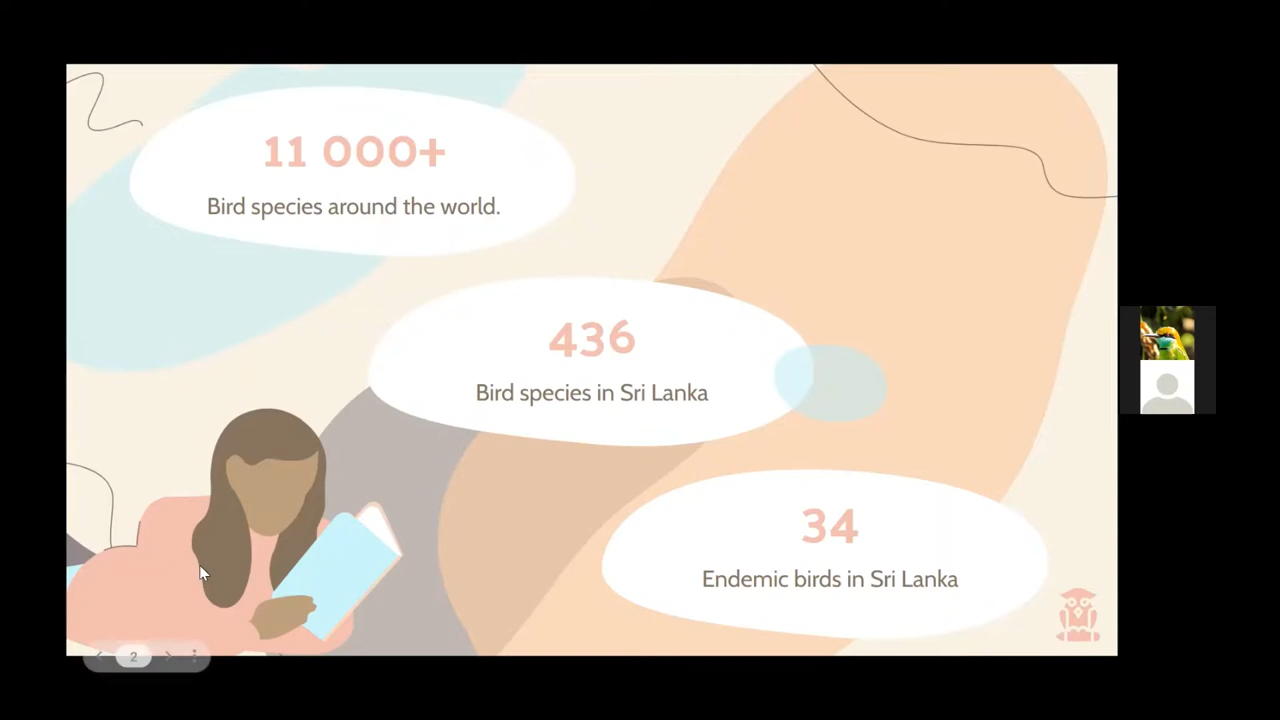 11 000+
Bird species around the world.
436
Bird species in Sri Lanka
34
Endemic birds in Sri Lanka
2